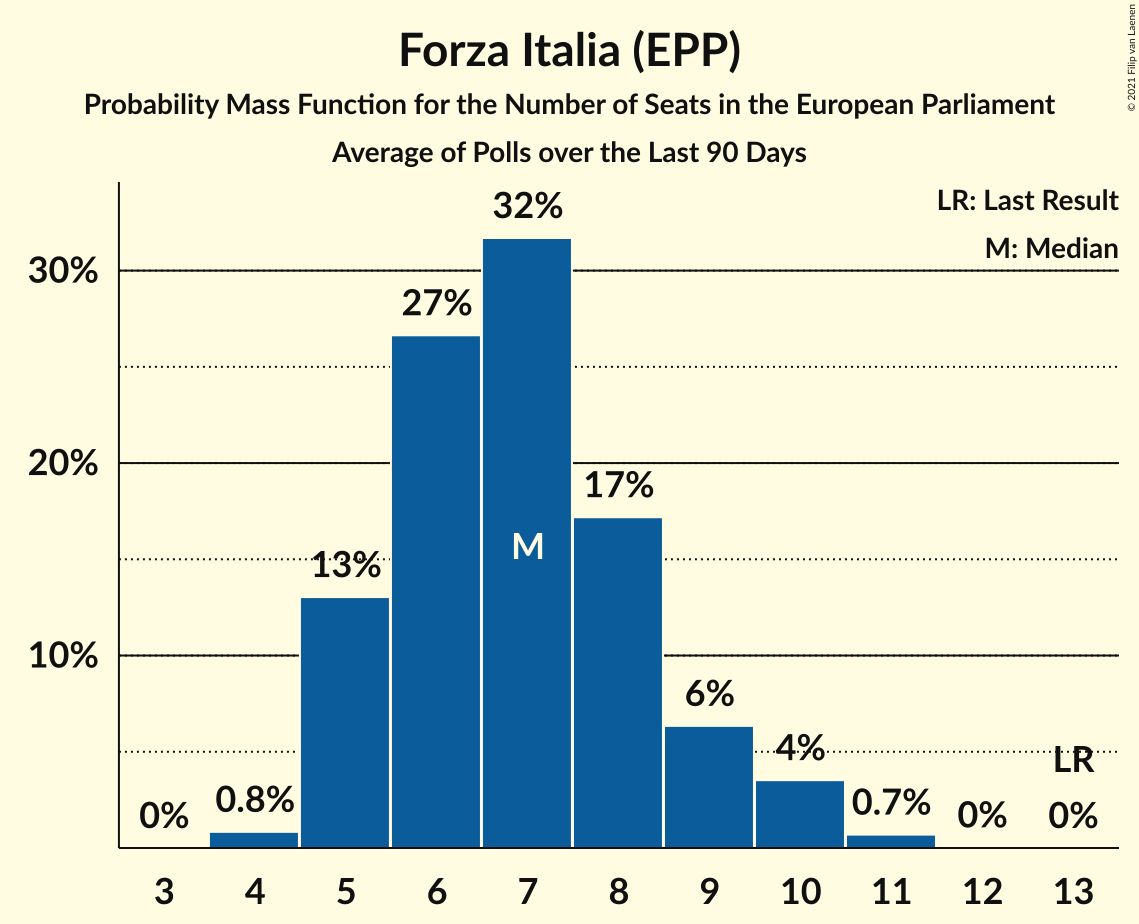 Forza Italia (EPP)
Probability Mass Function for the Number of Seats in the European Parliament
Average of Polls over the Last 90 Days
© 2021 Filip van Laenen
LR: Last Result
M: Median
30%
20%
10%
0%
0.8%
13%
27%
32%
M
17%
6%
4%
0.7%
0%
LR
0%
3 4 5 6 7 8 9 10 11 12 13